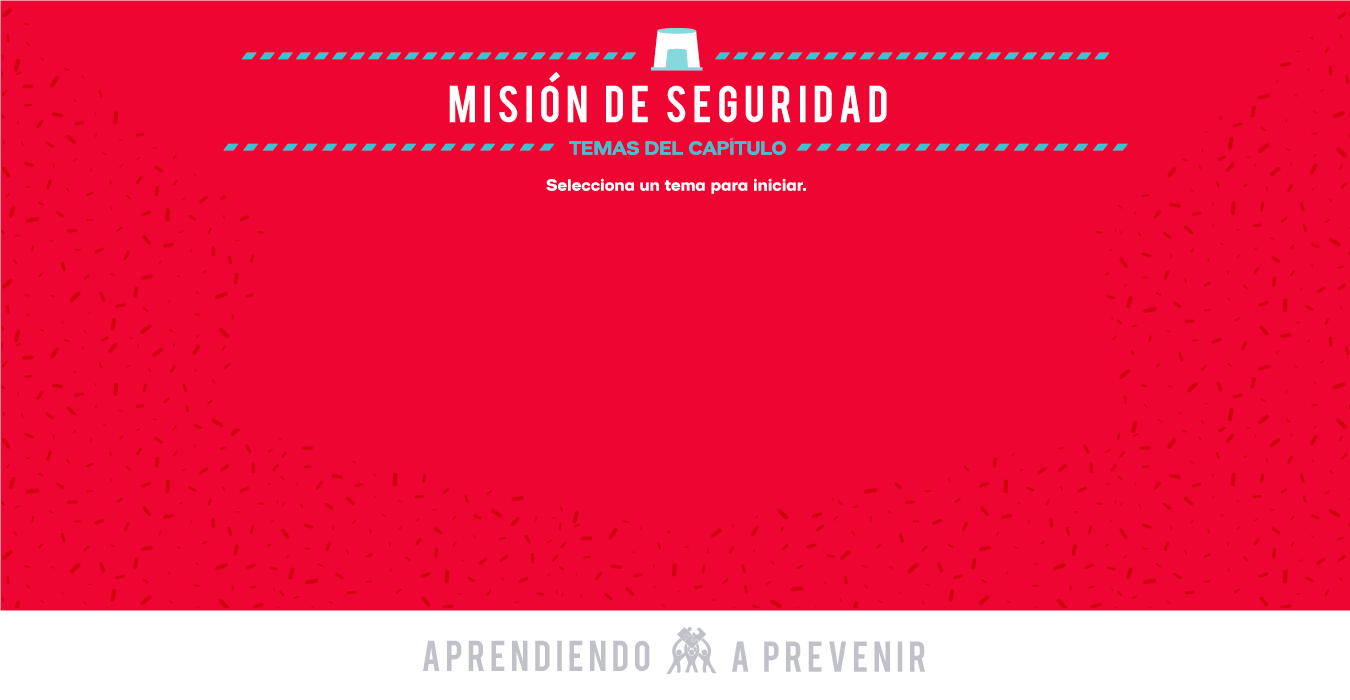 MISIÓN DE SEGURIDAD
TEMAS DEL CAPÍTULO
Selecciona un tema para iniciar.
APRENDIENDO A PREVENIR